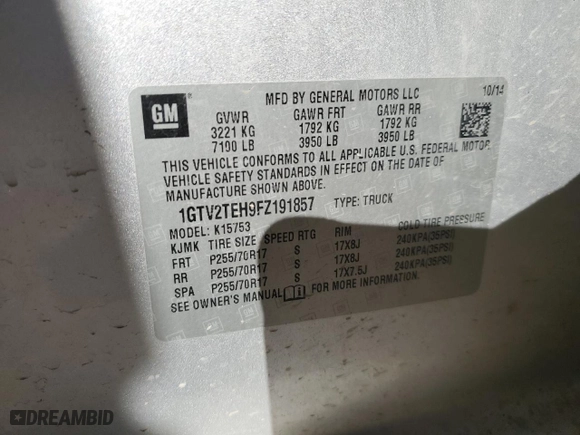 GM
MFD BY GENERAL MOTORS LLC 10/14
GVWR GAWR FRT GAWR RR
3221 KG 1792 KG 1792 KG
7100 LB 3950 LB 3950 LB
THIS VEHICLE CONFORMS TO ALL APPLICABLE U.S. FEDERAL MOTOR
VEHICLE SAFETY STANDARDS IN EFFECT ON THE DATE OF
MANUFACTURE SHOWN ABOVE.
1GTV2TEH9FZ191857 TYPE: TRUCK
MODEL: K15753
KJMK TIRE SIZE SPEED RTG RIM COLD TIRE PRESSURE
FRT P255/70R17 S 17X8J 240KPA(35PSI)
RR P255/70R17 S 17X8J 240KPA(35PSI)
SPA P255/70R17 S 17X7.5J 240KPA(35PSI)
SEE OWNER'S MANUAL FOR MORE INFORMATION.
DREAMBID